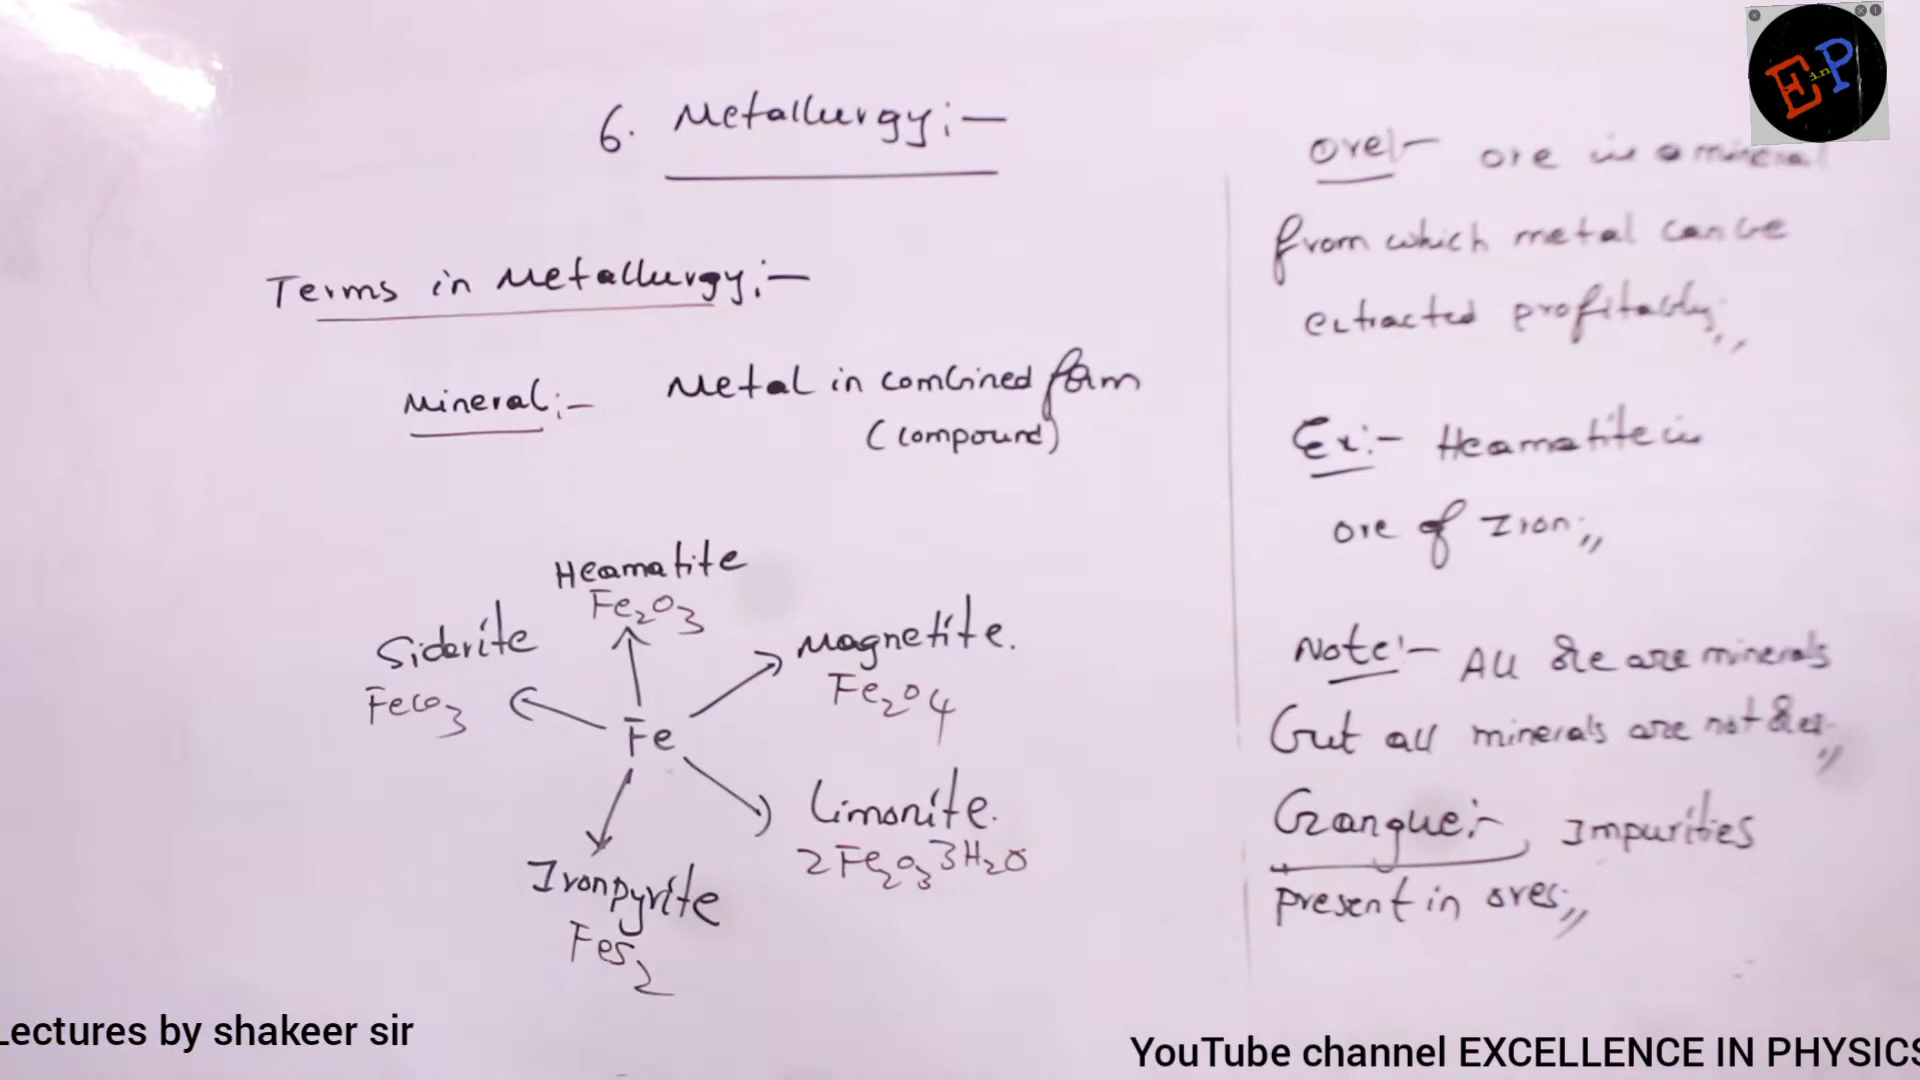 6. Metallurgy:-
Terms in Metallurgy:-
Mineral:- Metal in combined form
(compound)
Heamatite
Fe2O3
Siderite
FeCO3
Magnetite.
Fe2O4
Fe
Limonite.
2Fe2O3 3H2O
Ironpyrite
FeS2
Ore:- ore is a mineral
from which metal can be
extracted profitably,,
Ex:- Heamatite is
ore of Iron,,
Note:- All are minerals
but all minerals are not
Gangue:- Impurities
present in ores,,
E in P
Lectures by shakeer sir
YouTube channel EXCELLENCE IN PHYSICS